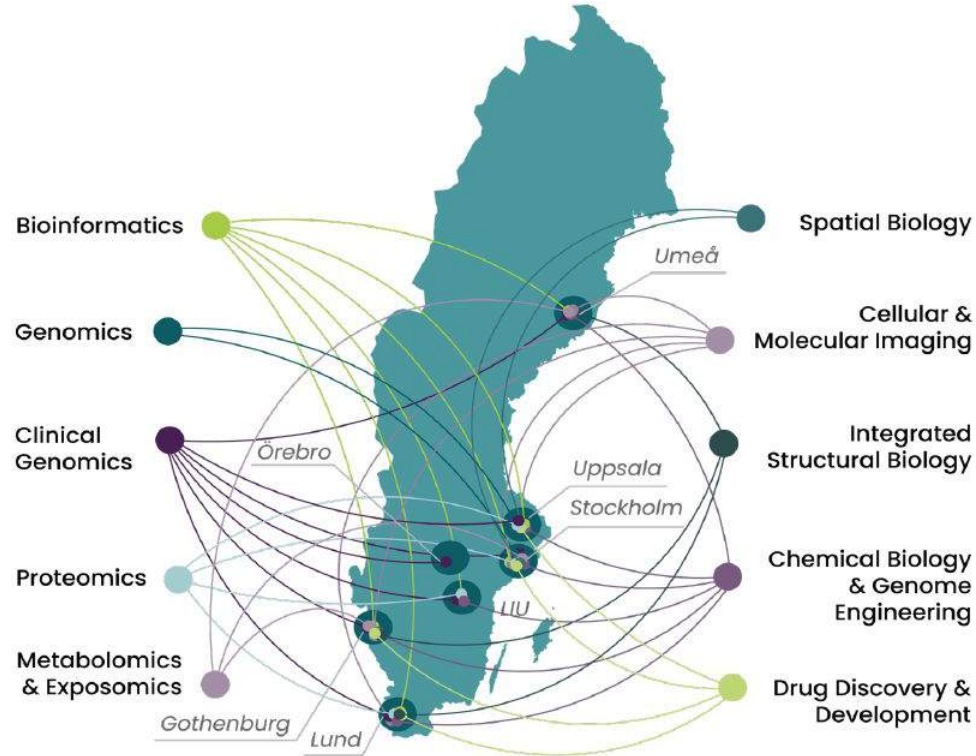 Bioinformatics
Genomics
Clinical
Genomics
Örebro
Proteomics
Metabolomics
& Exposomics
Gothenburg
Lund
Spatial Biology
Umeå
Cellular &
Molecular Imaging
Integrated
Structural Biology
Uppsala
Stockholm
Chemical Biology
& Genome
Engineering
LIU
Drug Discovery &
Development